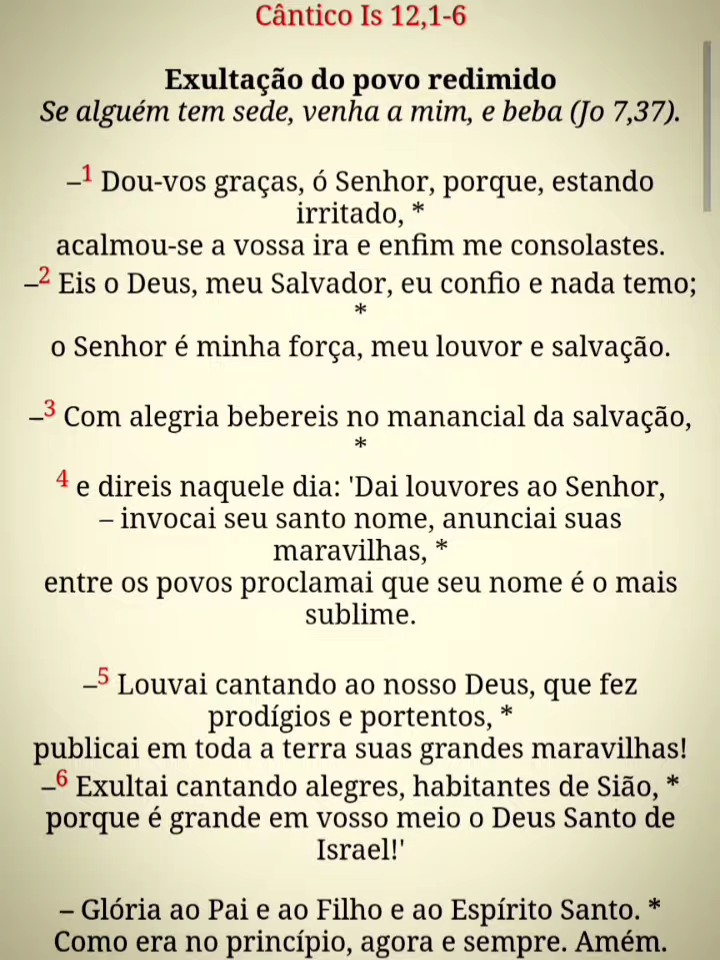 Cântico Is 12,1-6
Exultação do povo redimido
Se alguém tem sede, venha a mim, e beba (Jo 7,37).
–1 Dou-vos graças, ó Senhor, porque, estando
irritado, *
acalmou-se a vossa ira e enfim me consolastes.
–2 Eis o Deus, meu Salvador, eu confio e nada temo;
*
o Senhor é minha força, meu louvor e salvação.
–3 Com alegria bebereis no manancial da salvação,
*
4 e direis naquele dia: 'Dai louvores ao Senhor,
– invocai seu santo nome, anunciai suas
maravilhas, *
entre os povos proclamai que seu nome é o mais
sublime.
–5 Louvai cantando ao nosso Deus, que fez
prodígios e portentos, *
publicai em toda a terra suas grandes maravilhas!
–6 Exultai cantando alegres, habitantes de Sião, *
porque é grande em vosso meio o Deus Santo de
Israel!'
– Glória ao Pai e ao Filho e ao Espírito Santo. *
Como era no princípio, agora e sempre. Amém.